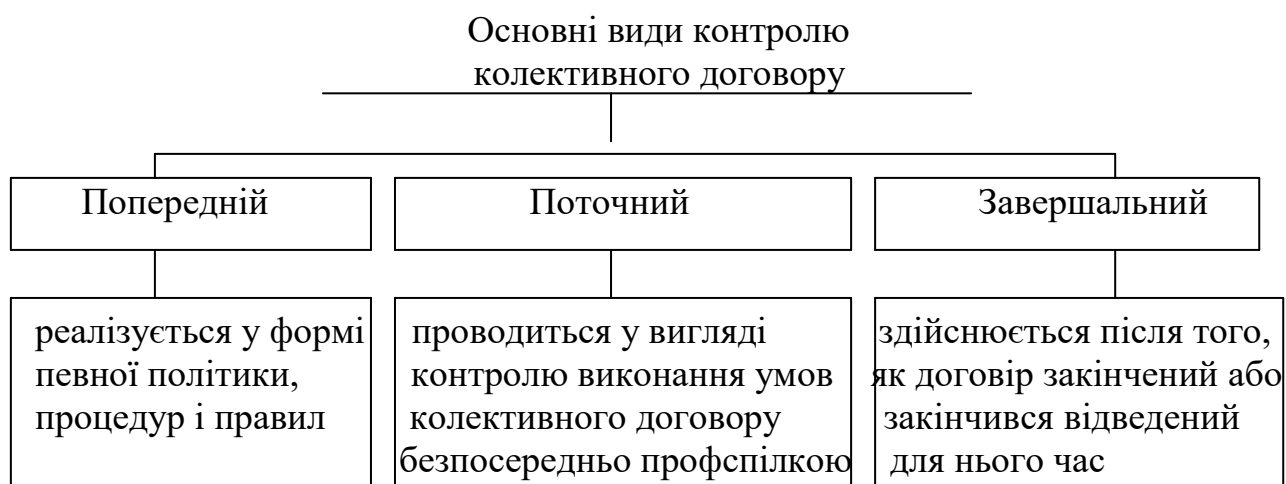 Основні види контролю
колективного договору
Попередній
Поточний
Завершальний
реалізується у формі
певної політики,
процедур і правил
проводиться у вигляді
контролю виконання умов
колективного договору
безпосередньо профспілкою
здійснюється після того,
як договір закінчений або
закінчився відведений
для нього час